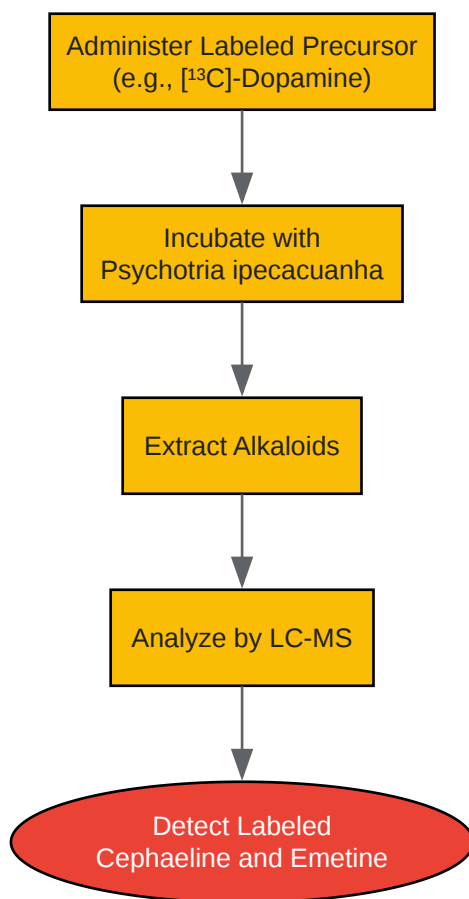 Administer Labeled Precursor
(e.g., [¹³C]-Dopamine)
Incubate with
Psychotria ipecacuanha
Extract Alkaloids
Analyze by LC-MS
Detect Labeled
Cephaeline and Emetine